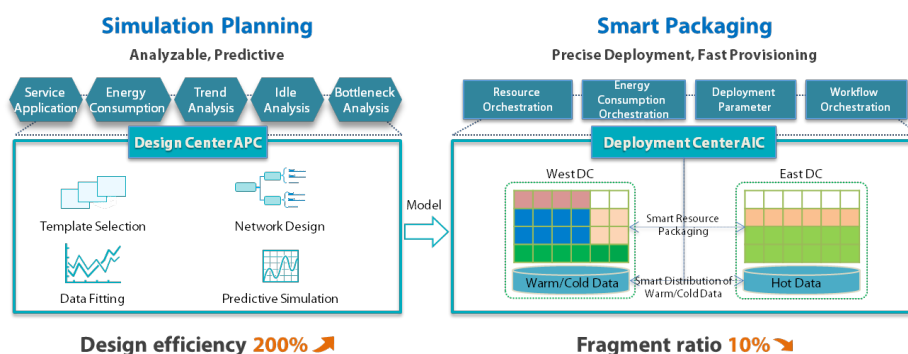 Simulation Planning
Analyzable, Predictive
Service
Application
Energy
Consumption
Trend
Analysis
Idle
Analysis
Bottleneck
Analysis
Design Center APC
Template Selection
Network Design
Data Fitting
Predictive Simulation
Design efficiency 200%
Model
Smart Packaging
Precise Deployment, Fast Provisioning
Resource
Orchestration
Energy
Consumption
Orchestration
Deployment
Parameter
Workflow
Orchestration
Deployment Center AIC
West DC
East DC
Smart Resource
Packaging
Warm/Cold Data
Smart Distribution of
Warm/Cold Data
Hot Data
Fragment ratio 10%